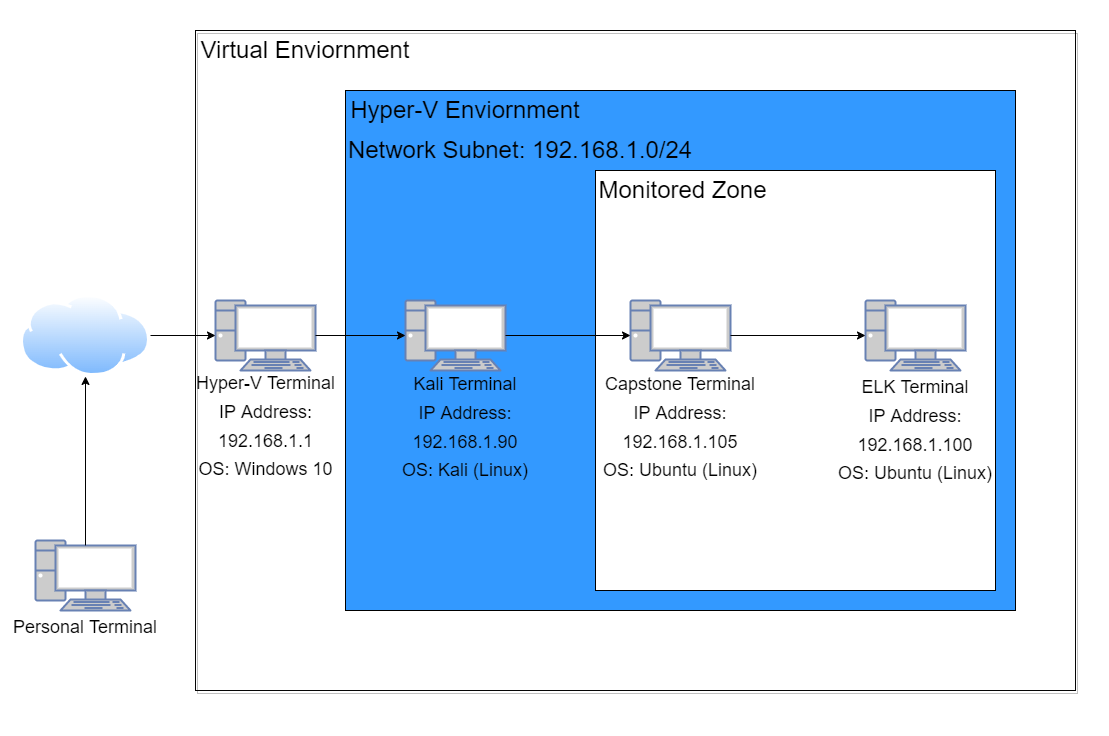 Virtual Enviornment
Hyper-V Enviornment
Network Subnet: 192.168.1.0/24
Monitored Zone
Hyper-V Terminal
IP Address:
192.168.1.1
OS: Windows 10
Kali Terminal
IP Address:
192.168.1.90
OS: Kali (Linux)
Capstone Terminal
IP Address:
192.168.1.105
OS: Ubuntu (Linux)
ELK Terminal
IP Address:
192.168.1.100
OS: Ubuntu (Linux)
Personal Terminal